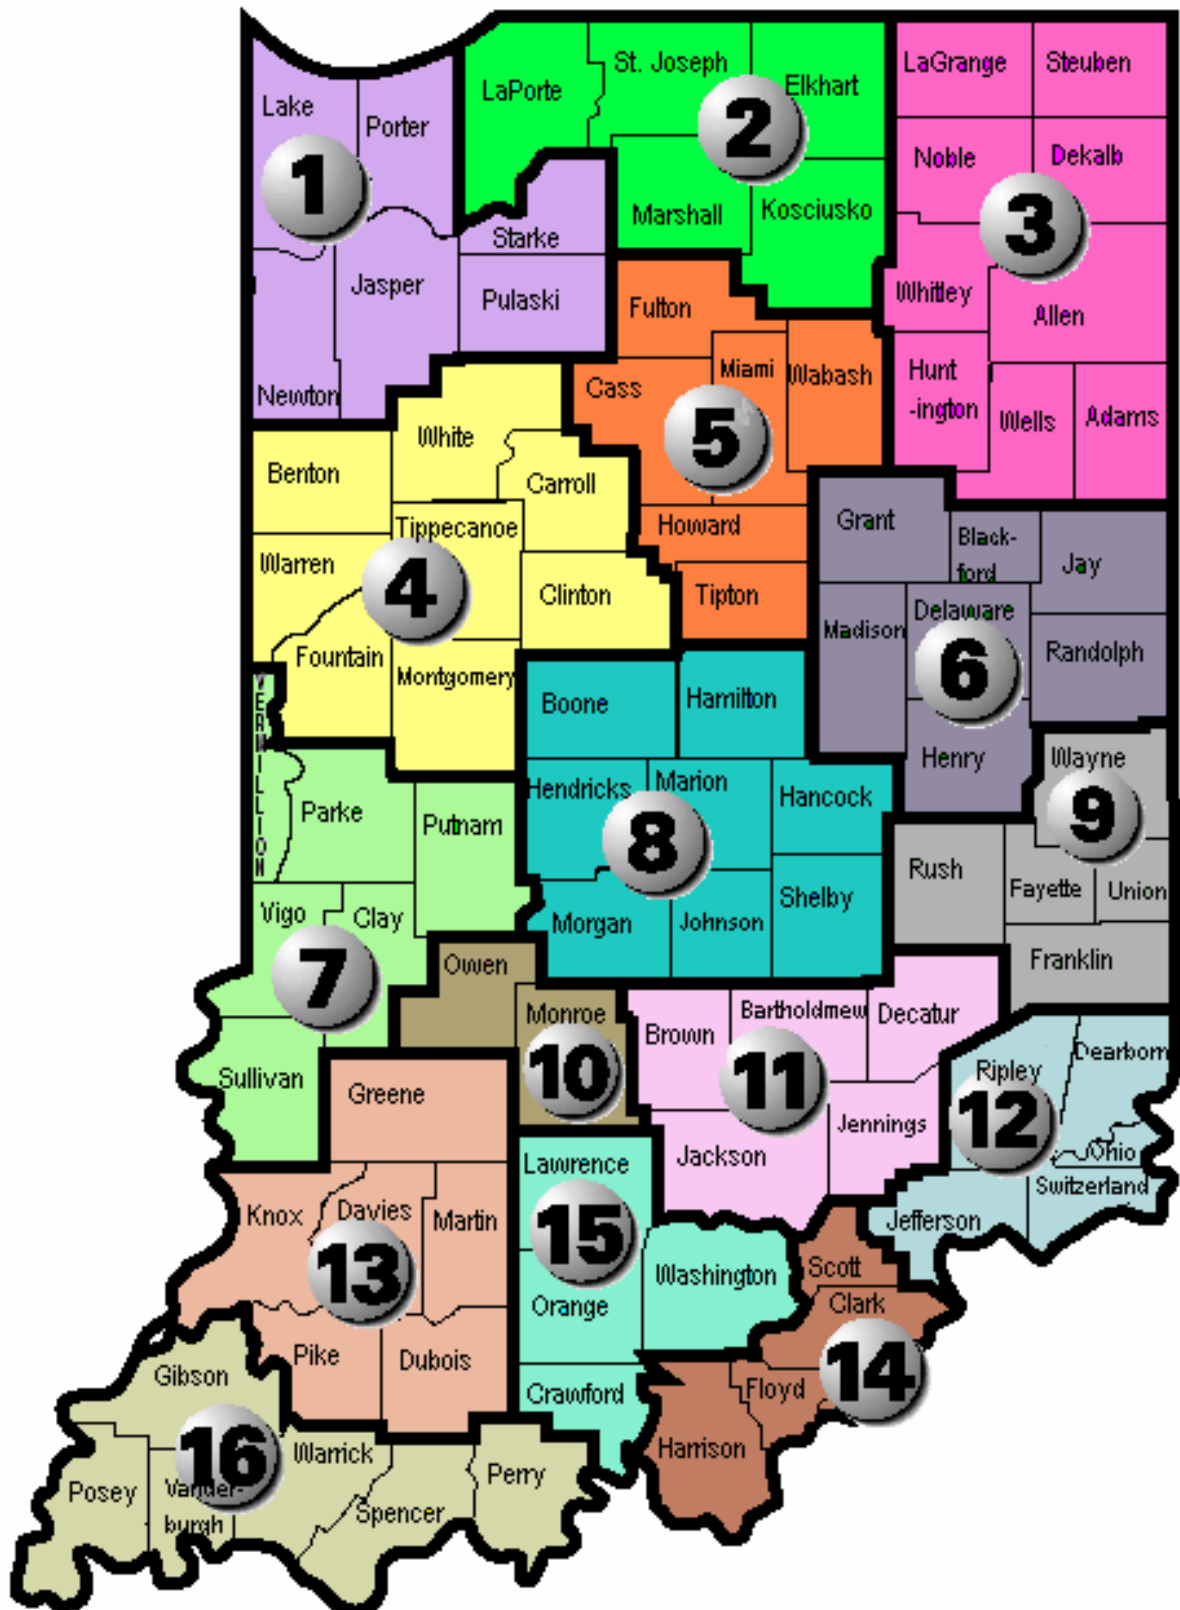 LaGrange
Steuben
St. Joseph
Elkhart
LaPorte
Lake
Porter
2
Noble
Dekalb
1
Marshall
Kosciusko
3
Starke
Jasper
Pulaski
Whitley
Allen
Fulton
Newton
Cass
Miami
Wabash
Hunt
-ington
Wells
Adams
White
5
Benton
Carroll
Tippecanoe
Howard
Grant
Black-
ford
Jay
Warren
4
Clinton
Tipton
Delaware
Madison
Randolph
Fountain
Montgomery
6
VERMILLION
Boone
Hamilton
Henry
Wayne
Parke
Putnam
Hendricks
Marion
Hancock
9
8
Rush
Fayette
Union
Vigo
Clay
Morgan
Johnson
Shelby
7
Owen
Franklin
Monroe
Brown
Bartholdmew
Decatur
10
11
Dearborn
Ripley
Sullivan
Greene
12
Jennings
Ohio
Lawrence
Jackson
Switzerland
Knox
Davies
Martin
Jefferson
13
15
Washington
Scott
Orange
Clark
Pike
Dubois
14
Gibson
Crawford
Floyd
16
Warrick
Harrison
Posey
Vander-
burgh
Spencer
Perry